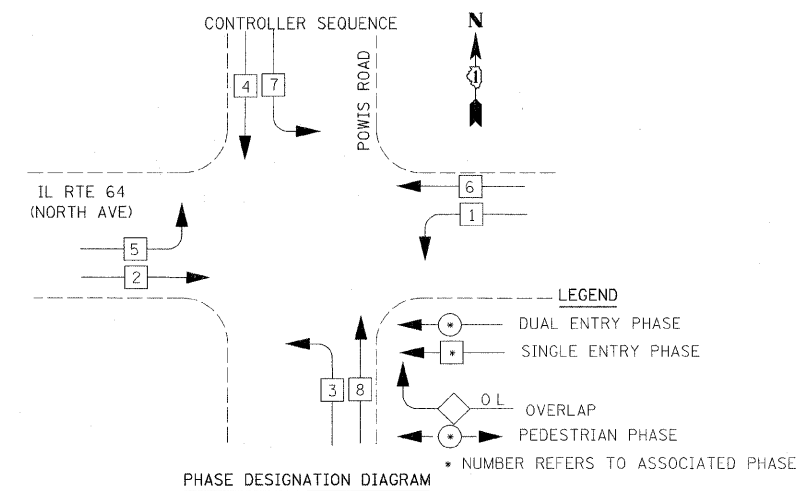 CONTROLLER SEQUENCE
N
1
4 7
POWIS ROAD
IL RTE 64
(NORTH AVE)
6
1
5
2
3 8
LEGEND
* DUAL ENTRY PHASE
* SINGLE ENTRY PHASE
OL
OVERLAP
* PEDESTRIAN PHASE
* NUMBER REFERS TO ASSOCIATED PHASE
PHASE DESIGNATION DIAGRAM